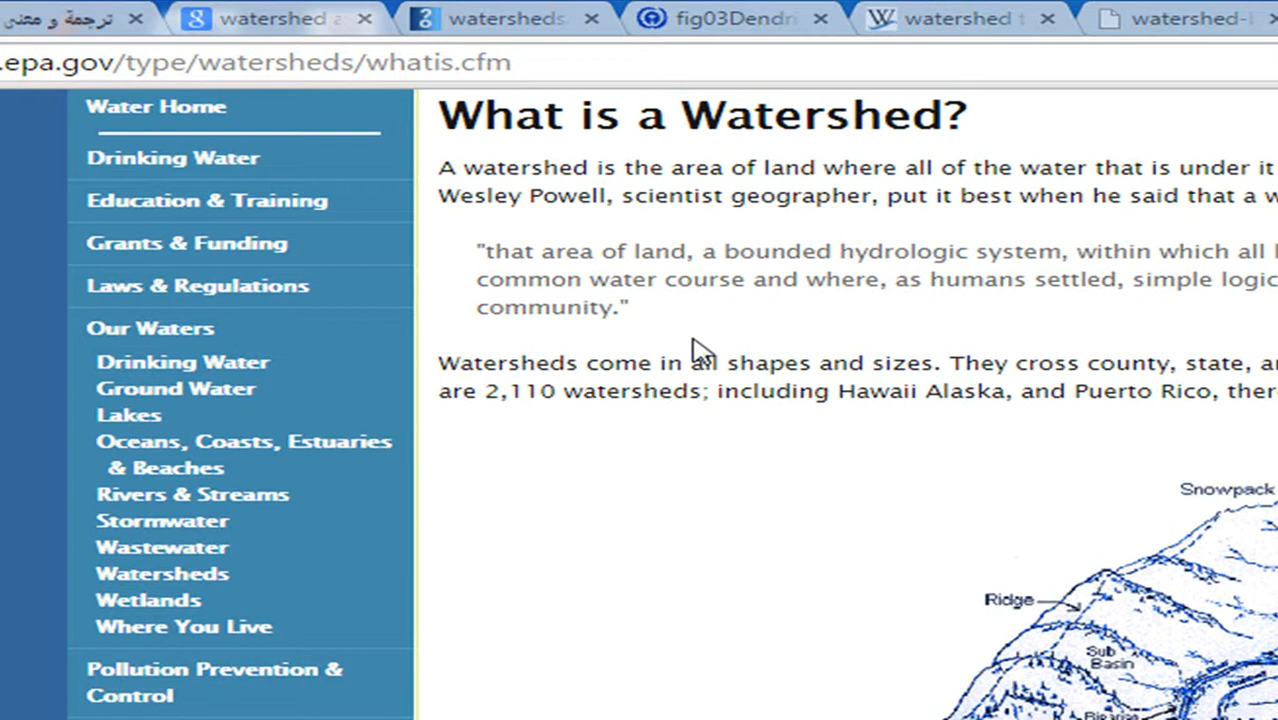 ترجمة و معنى
watershed a
watersheds
fig03Dendri
watershed t
watershed-
.epa.gov/type/watersheds/whatis.cfm
Water Home
Drinking Water
Education & Training
Grants & Funding
Laws & Regulations
Our Waters
Drinking Water
Ground Water
Lakes
Oceans, Coasts, Estuaries
& Beaches
Rivers & Streams
Stormwater
Wastewater
Watersheds
Wetlands
Where You Live
Pollution Prevention &
Control
What is a Watershed?
A watershed is the area of land where all of the water that is under it
Wesley Powell, scientist geographer, put it best when he said that a w
"that area of land, a bounded hydrologic system, within which all
common water course and where, as humans settled, simple logic
community."
Watersheds come in all shapes and sizes. They cross county, state, a
are 2,110 watersheds; including Hawaii Alaska, and Puerto Rico, ther
Snowpack
Ridge
Sub
Basin